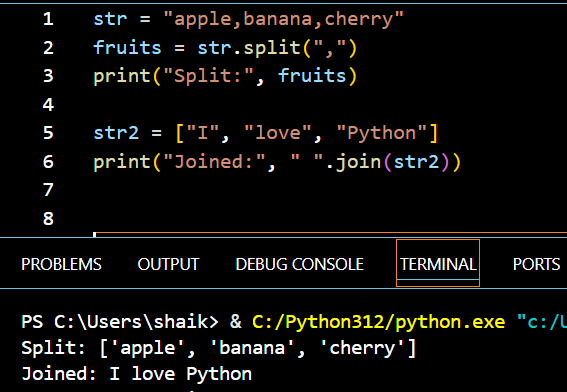 1 str = "apple,banana,cherry"
2 fruits = str.split(",")
3 print("Split:", fruits)
4
5 str2 = ["I", "love", "Python"]
6 print("Joined:", " ".join(str2))
7
8
PROBLEMS OUTPUT DEBUG CONSOLE TERMINAL PORTS
PS C:\Users\shaik> & C:/Python312/python.exe "c:/U
Split: ['apple', 'banana', 'cherry']
Joined: I love Python